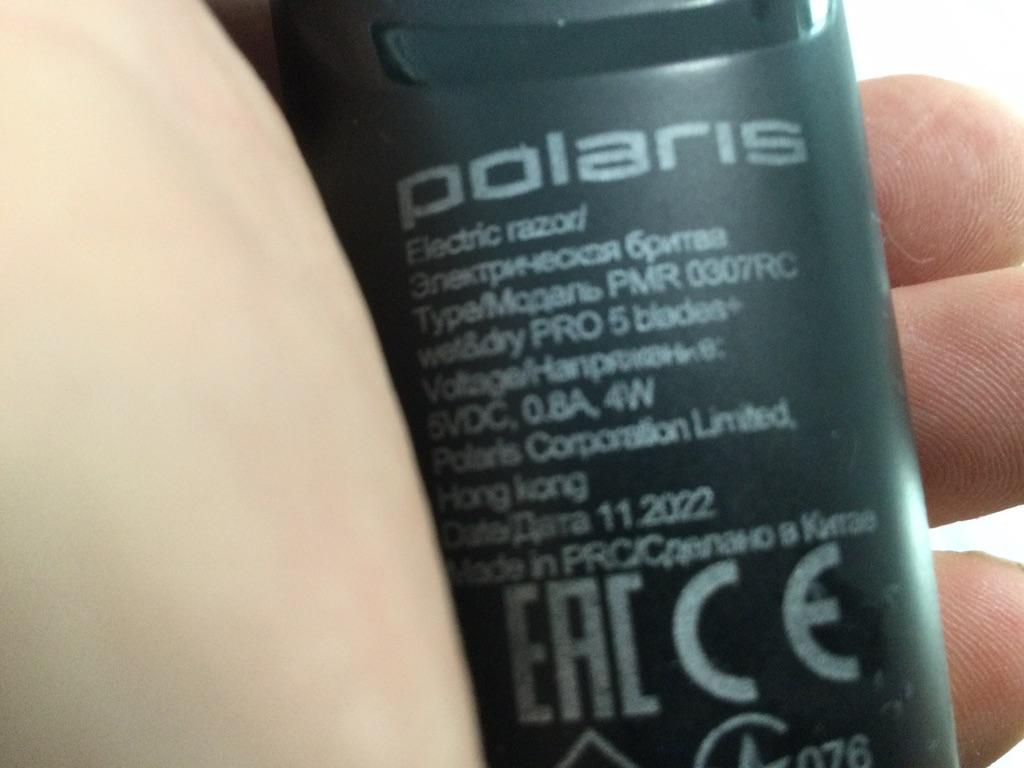 polaris
Electric razor/
Электрическая бритва
Type/Модель PMR 0307RC
wet&dry PRO 5 blades+
Voltage/Напряжение:
5VDC, 0.8A, 4W
Polaris Corporation Limited,
Hong kong
Date/Дата 11.2022
Made in PRC/Сделано в Китае
EAC CE
076